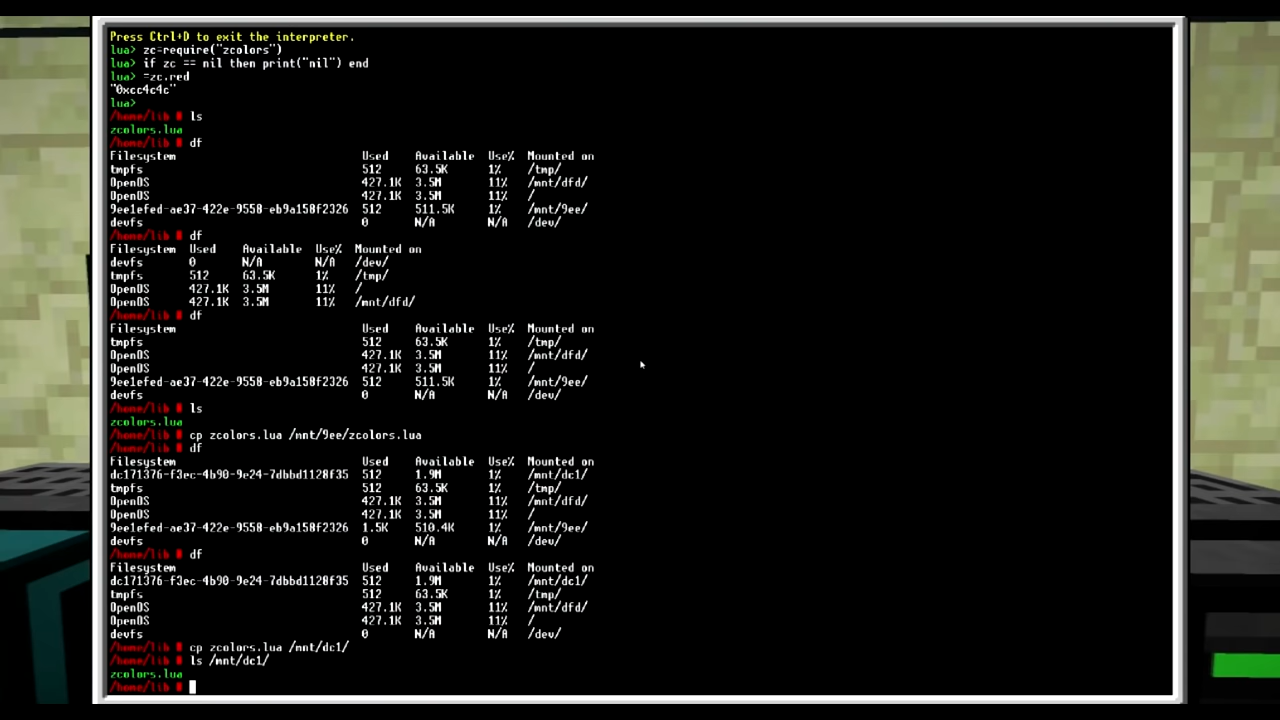 Press Ctrl+D to exit the interpreter.
lua> zc=require("zcolors")
lua> if zc == nil then print("nil") end
lua> =zc.red
"0xcc4c4c"
lua>
/home/lib # ls
zcolors.lua
/home/lib # df
Filesystem Used Available Use% Mounted on
tmpfs 512 63.5K 1% /tmp/
OpenOS 427.1K 3.5M 11% /mnt/dfd/
OpenOS 427.1K 3.5M 11% /
9ee1efed-ae37-422e-9558-eb9a158f2326 512 511.5K 1% /mnt/9ee/
devfs 0 N/A N/A /dev/
/home/lib # df
Filesystem Used Available Use% Mounted on
devfs 0 N/A N/A /dev/
tmpfs 512 63.5K 1% /tmp/
OpenOS 427.1K 3.5M 11% /
OpenOS 427.1K 3.5M 11% /mnt/dfd/
/home/lib # df
Filesystem Used Available Use% Mounted on
tmpfs 512 63.5K 1% /tmp/
OpenOS 427.1K 3.5M 11% /mnt/dfd/
OpenOS 427.1K 3.5M 11% /
9ee1efed-ae37-422e-9558-eb9a158f2326 512 511.5K 1% /mnt/9ee/
devfs 0 N/A N/A /dev/
/home/lib # ls
zcolors.lua
/home/lib # cp zcolors.lua /mnt/9ee/zcolors.lua
/home/lib # df
Filesystem Used Available Use% Mounted on
dc171376-f3ec-4b90-9e24-7dbbd1128f35 512 1.9M 1% /mnt/dc1/
tmpfs 512 63.5K 1% /tmp/
OpenOS 427.1K 3.5M 11% /mnt/dfd/
OpenOS 427.1K 3.5M 11% /
9ee1efed-ae37-422e-9558-eb9a158f2326 1.5K 510.4K 1% /mnt/9ee/
devfs 0 N/A N/A /dev/
/home/lib # df
Filesystem Used Available Use% Mounted on
dc171376-f3ec-4b90-9e24-7dbbd1128f35 512 1.9M 1% /mnt/dc1/
tmpfs 512 63.5K 1% /tmp/
OpenOS 427.1K 3.5M 11% /mnt/dfd/
OpenOS 427.1K 3.5M 11% /
devfs 0 N/A N/A /dev/
/home/lib # cp zcolors.lua /mnt/dc1/
/home/lib # ls /mnt/dc1/
zcolors.lua
/home/lib #